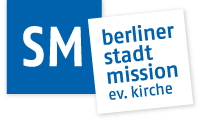 SM
berliner
stadt
mission
ev. kirche